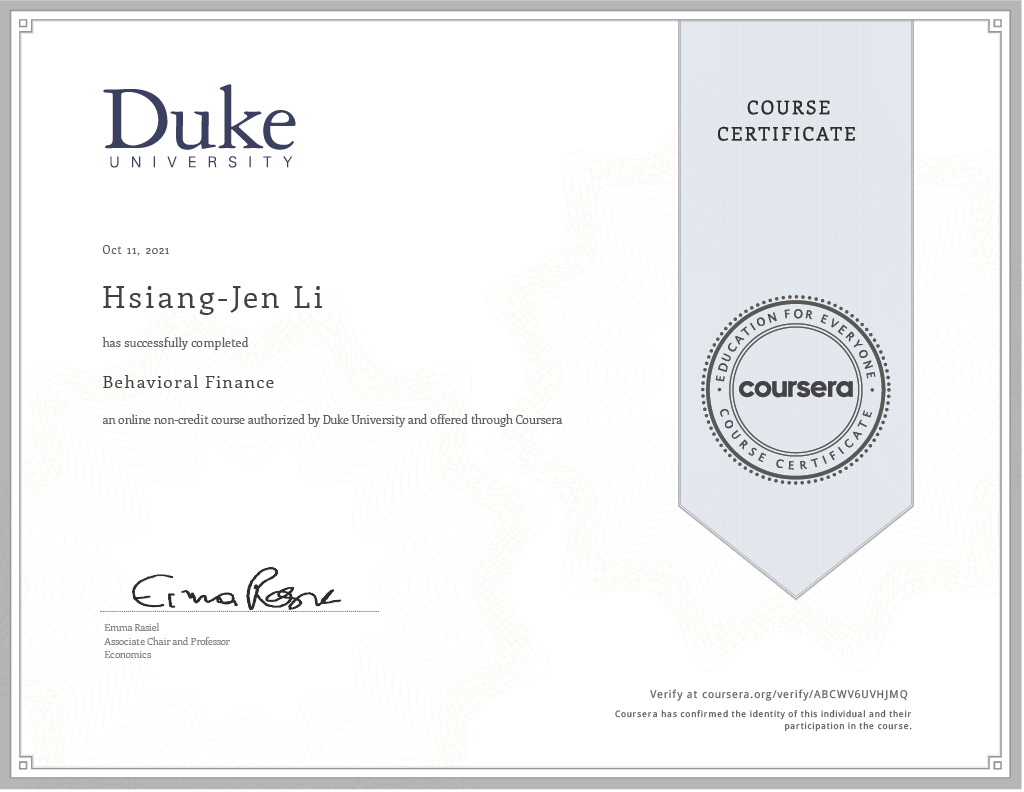 Duke
UNIVERSITY
COURSE
CERTIFICATE
Oct 11, 2021
Hsiang-Jen Li
has successfully completed
Behavioral Finance
an online non-credit course authorized by Duke University and offered through Coursera
EDUCATION FOR EVERYONE
coursera
COURSE CERTIFICATE
Emma Rasiel
Emma Rasiel
Associate Chair and Professor
Economics
Verify at coursera.org/verify/ABCWV6UVHJMQ
Coursera has confirmed the identity of this individual and their
participation in the course.